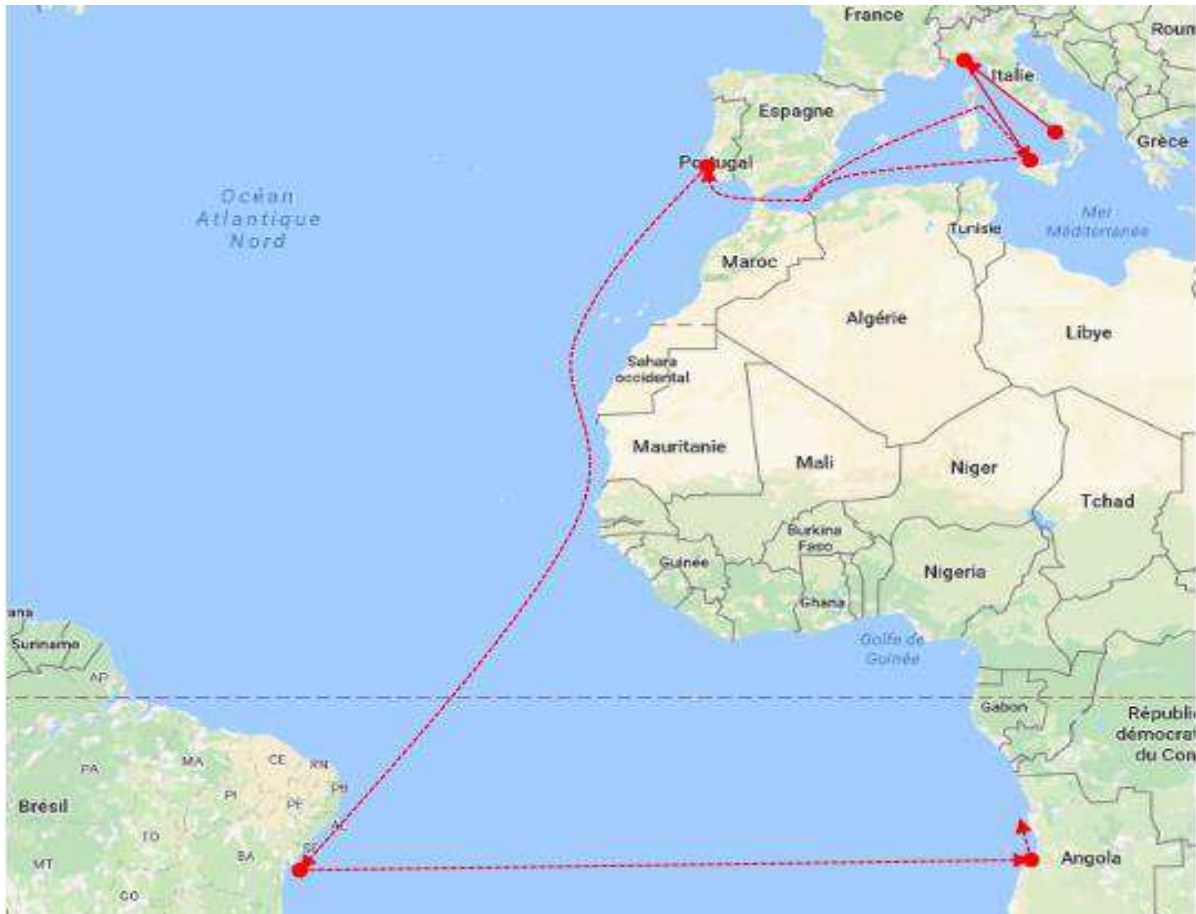 France
Roun
Italie
Espagne
Grèce
Portugal
Océan
Atlantique
Nord
Mer
Méditerranée
Tunisie
Maroc
Algérie
Libye
Sahara
occidental
Mauritanie
Mali
Niger
Tchad
Burkina
Faso
Guinée
Nigeria
Ghana
ana
Suriname
Golfe de
Guinée
AP
Gabon
Républi
démocrat
du Con
MA
CE
RN
PA
PI
PB
PE
Brésil
AL
TO
SE
BA
MT
Angola
GO